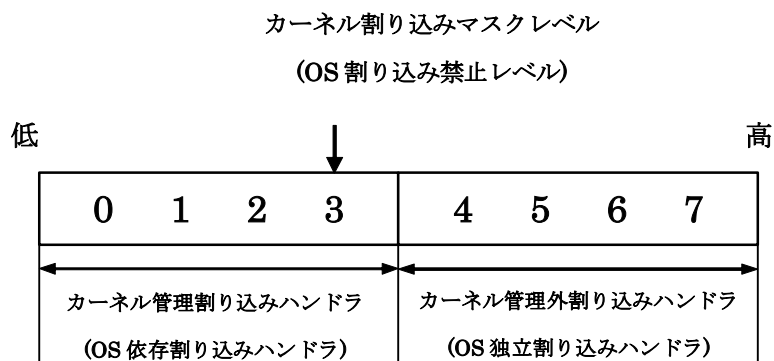 カーネル割り込みマスクレベル
(OS 割り込み禁止レベル)
低 高
0 1 2 3 4 5 6 7
カーネル管理割り込みハンドラ カーネル管理外割り込みハンドラ
(OS 依存割り込みハンドラ) (OS 独立割り込みハンドラ)